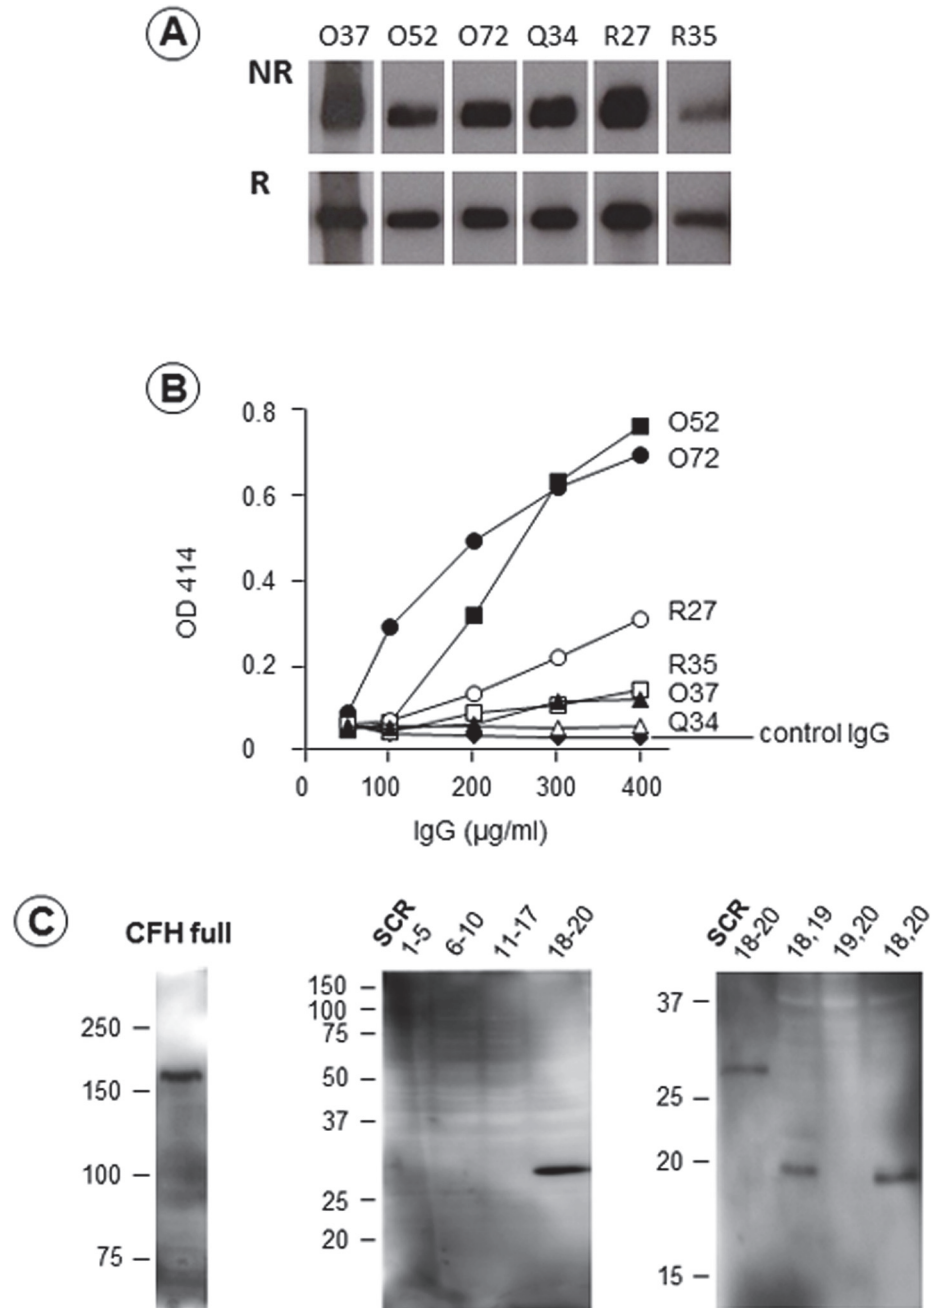 A
O37 O52 O72 Q34 R27 R35
NR
R
B
0.8
0.6
0.4
0.2
0
OD 414
O52
O72
R27
R35
O37
Q34
control IgG
0 100 200 300 400
IgG (µg/ml)
C
CFH full
250
150
100
75
SCR 1-5 6-10 11-17 18-20
150
100
75
50
37
25
20
SCR 18-20 18,19 19,20 18,20
37
25
20
15